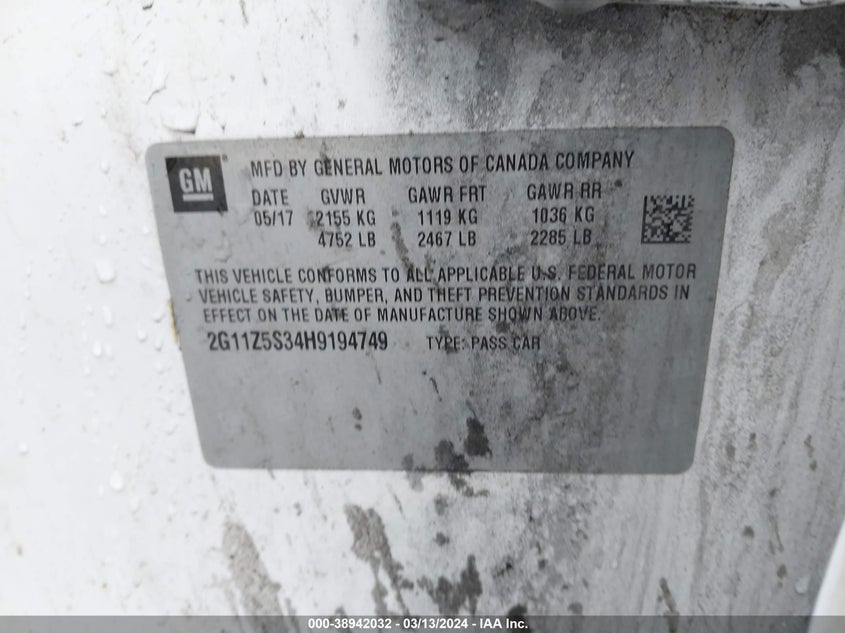 GM
MFD BY GENERAL MOTORS OF CANADA COMPANY
DATE GVWR GAWR FRT GAWR RR
05/17 2155 KG 1119 KG 1036 KG
4752 LB 2467 LB 2285 LB
THIS VEHICLE CONFORMS TO ALL APPLICABLE U.S. FEDERAL MOTOR
VEHICLE SAFETY, BUMPER, AND THEFT PREVENTION STANDARDS IN
EFFECT ON THE DATE OF MANUFACTURE SHOWN ABOVE.
2G11Z5S34H9194749 TYPE: PASS CAR
000-38942032 - 03/13/2024 - IAA Inc.